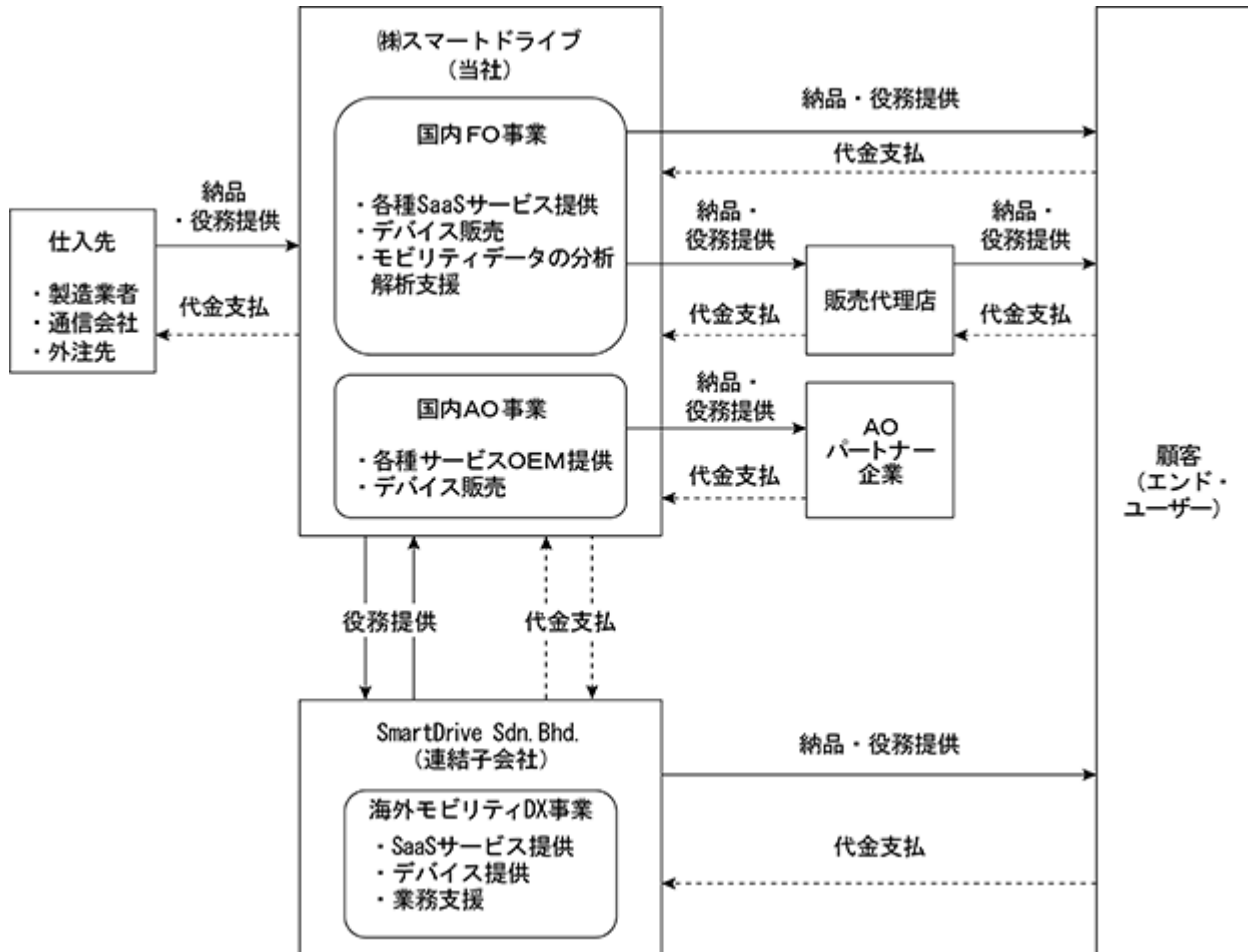 ㈱スマートドライブ
（当社）
国内FO事業
・各種SaaSサービス提供
・デバイス販売
・モビリティデータの分析
解析支援
納品
・役務提供
代金支払
仕入先
・製造業者
・通信会社
・外注先
納品・役務提供
代金支払
納品・
役務提供
代金支払
販売代理店
納品・
役務提供
代金支払
国内AO事業
・各種サービスOEM提供
・デバイス販売
納品・
役務提供
代金支払
AO
パートナー
企業
顧客
（エンド・
ユーザー）
役務提供
代金支払
SmartDrive Sdn.Bhd.
（連結子会社）
海外モビリティDX事業
・SaaSサービス提供
・デバイス提供
・業務支援
納品・役務提供
代金支払